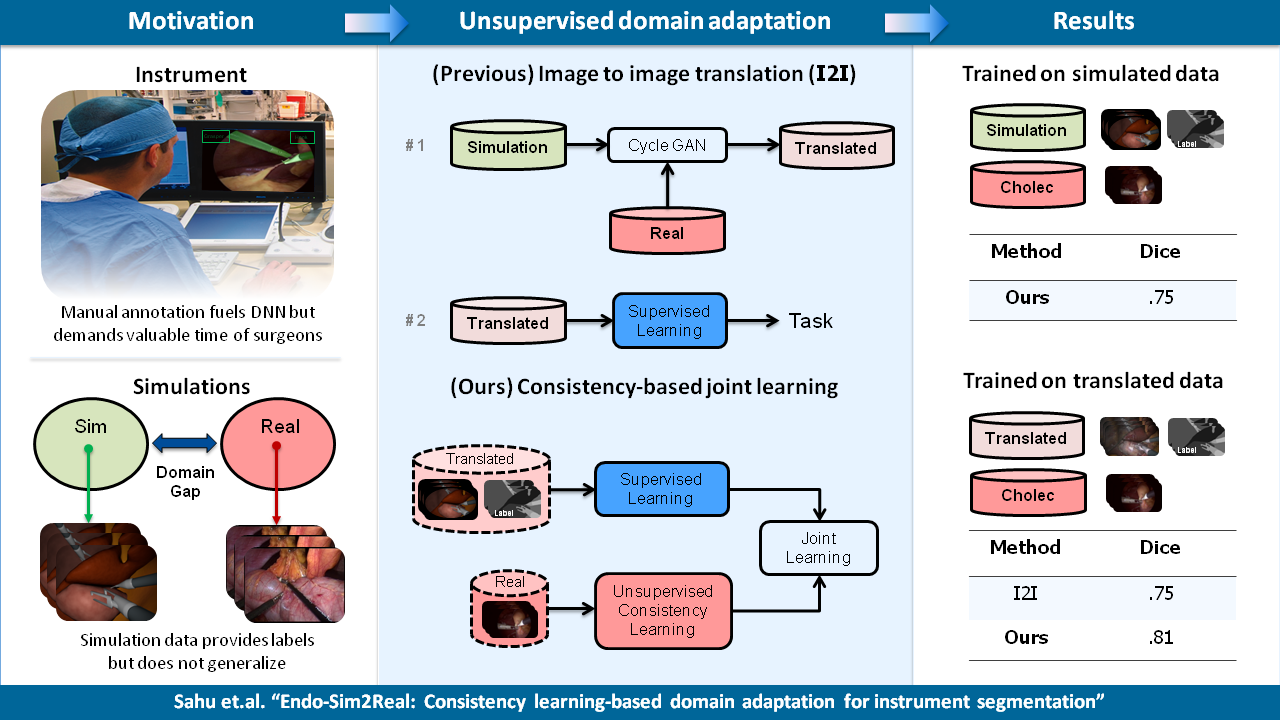 Motivation
Unsupervised domain adaptation
Results
Instrument
Manual annotation fuels DNN but
demands valuable time of surgeons
Simulations
Sim
Real
Domain
Gap
Simulation data provides labels
but does not generalize
(Previous) Image to image translation (I2I)
# 1
Simulation
Cycle GAN
Translated
Real
# 2
Translated
Supervised
Learning
Task
(Ours) Consistency-based joint learning
Translated
Label
Supervised
Learning
Joint
Learning
Real
Unsupervised
Consistency
Learning
Trained on simulated data
Simulation
Label
Cholec
Method Dice
Ours .75
Trained on translated data
Translated
Label
Cholec
Method Dice
I2I .75
Ours .81
Sahu et.al. “Endo-Sim2Real: Consistency learning-based domain adaptation for instrument segmentation”